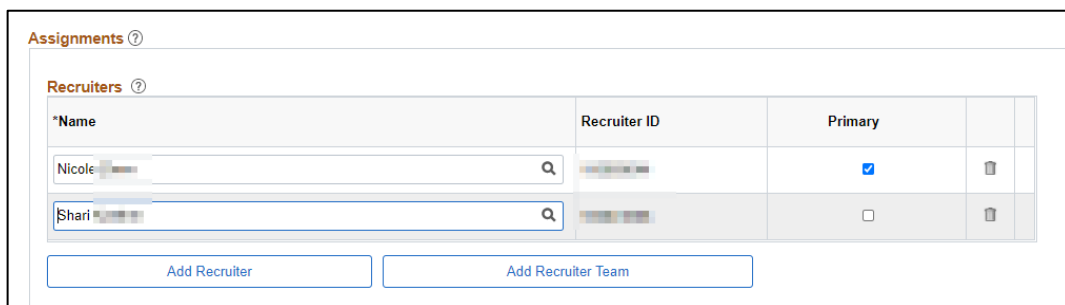 Assignments ?
Recruiters ?
*Name Recruiter ID Primary
Nicole
Shari
Add Recruiter Add Recruiter Team